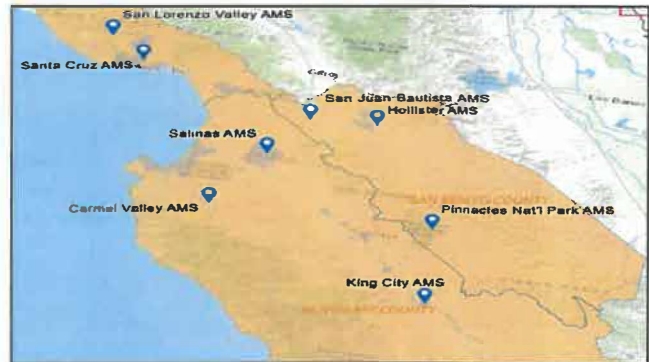 San Lorenzo Valley AMS
Santa Cruz AMS
San Juan Bautista AMS
Hollister AMS
Salinas AMS
Carmel Valley AMS
Pinnacles Nat'l Park AMS
King City AMS